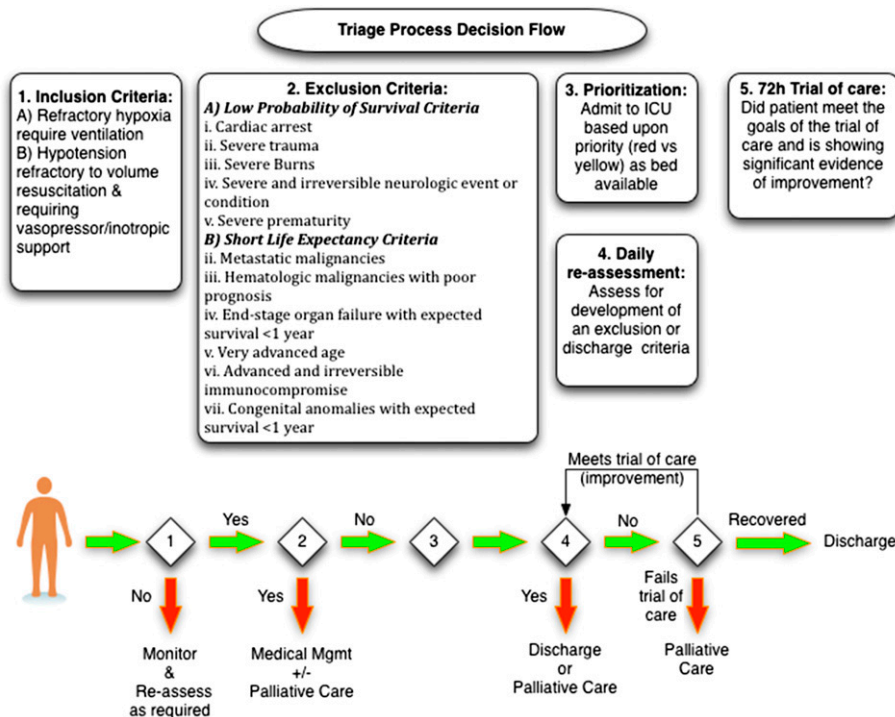 Triage Process Decision Flow
1. Inclusion Criteria:
A) Refractory hypoxia
require ventilation
B) Hypotension
refractory to volume
resuscitation &
requiring
vasopressor/inotropic
support
2. Exclusion Criteria
A) Low Probability of Survival Criteria
i. Cardiac arrest
ii. Severe trauma
iii. Severe Burns
iv. Severe and irreversible neurologic event or
condition
v. Severe prematurity
B) Short Life Expectancy Criteria
ii. Metastatic malignancies
iii. Hematologic malignancies with poor
prognosis
iv. End-stage organ failure with expected
survival <1 year
v. Very advanced age
vi. Advanced and irreversible
immunocompromise
vii. Congenital anomalies with expected
survival <1 year
3. Prioritization:
Admit to ICU
based upon
priority (red vs
yellow) as bed
available
4. Daily
re-assessment:
Assess for
development of
an exclusion or
discharge criteria
5. 72h Trial of care:
Did patient meet the
goals of the trial of
care and is showing
significant evidence
of improvement?
Meets trial of care
(improvement)
1
Yes
2
No
3
4
No
5
Recovered
Discharge
No
Monitor
&
Re-assess
as required
Yes
Medical Mgmt
+/-
Palliative Care
Yes
Discharge
or
Palliative Care
Fails
trial of
care
Palliative
Care